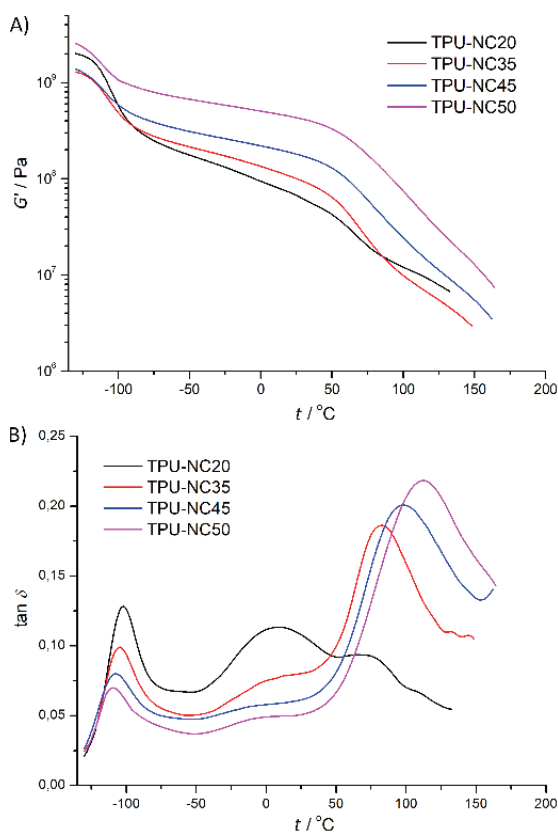 A)
TPU-NC20
TPU-NC35
TPU-NC45
TPU-NC50
G' / Pa
10⁹
10⁸
10⁷
10⁶
-100 -50 0 50 100 150 200
t / °C
B)
0,25
TPU-NC20
TPU-NC35
TPU-NC45
TPU-NC50
0,20
0,15
tan δ
0,10
0,05
0,00
-100 -50 0 50 100 150 200
t / °C